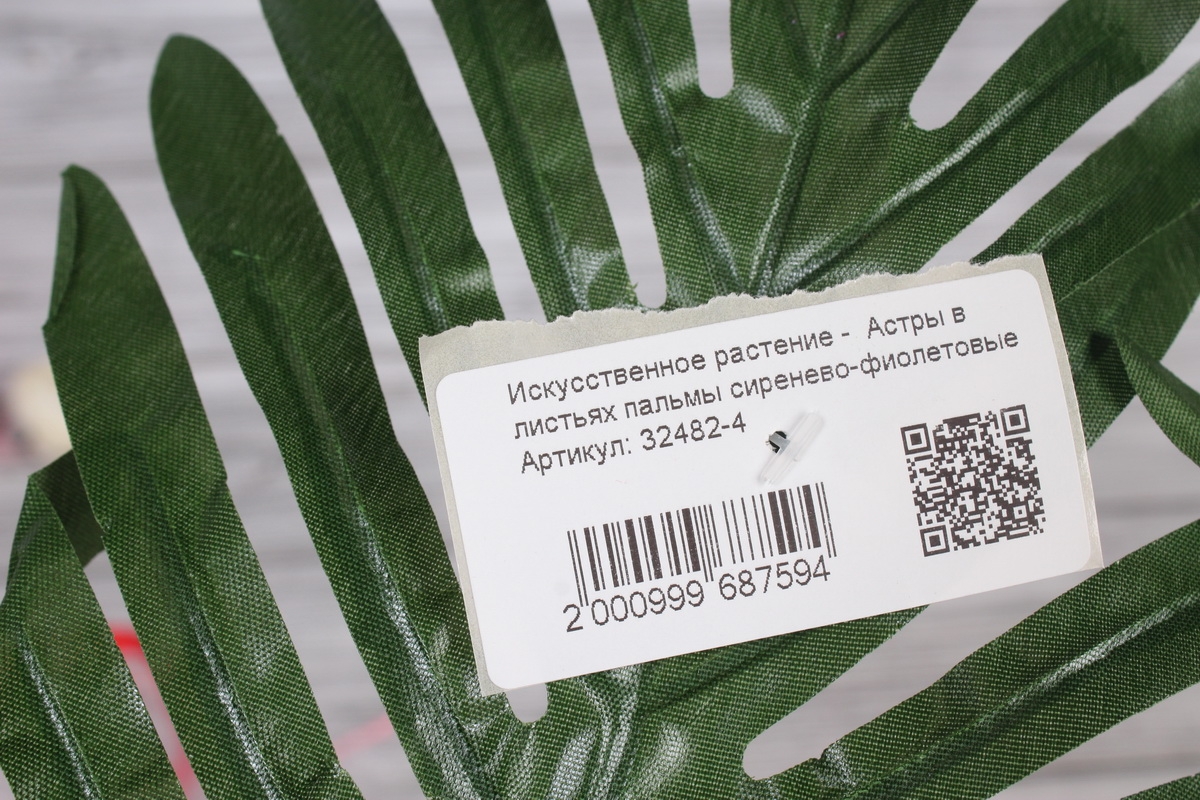 Искусственное растение - Астры в
листьях пальмы сиренево-фиолетовые
Артикул: 32482-4
2 000999 687594